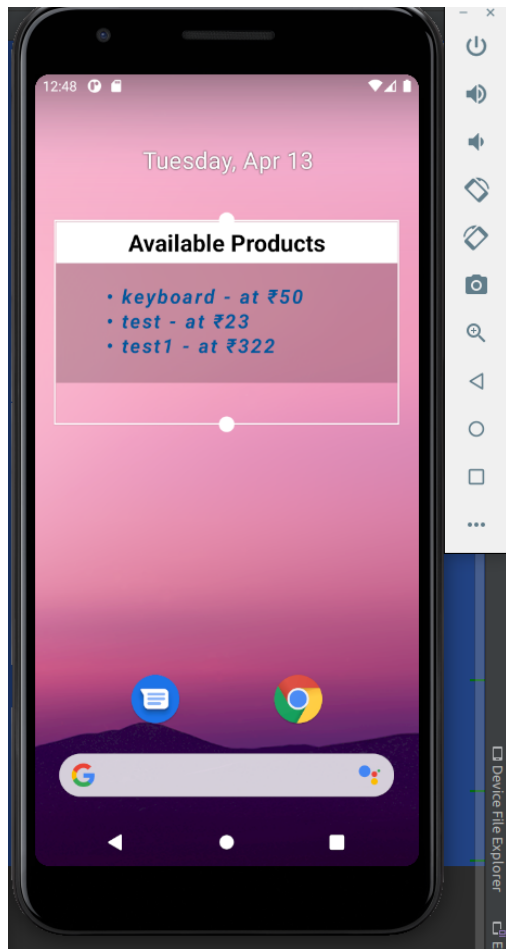 12:48
Tuesday, Apr 13
Available Products
• keyboard - at ₹50
• test - at ₹23
• test1 - at ₹322
G
Device File Explorer
E